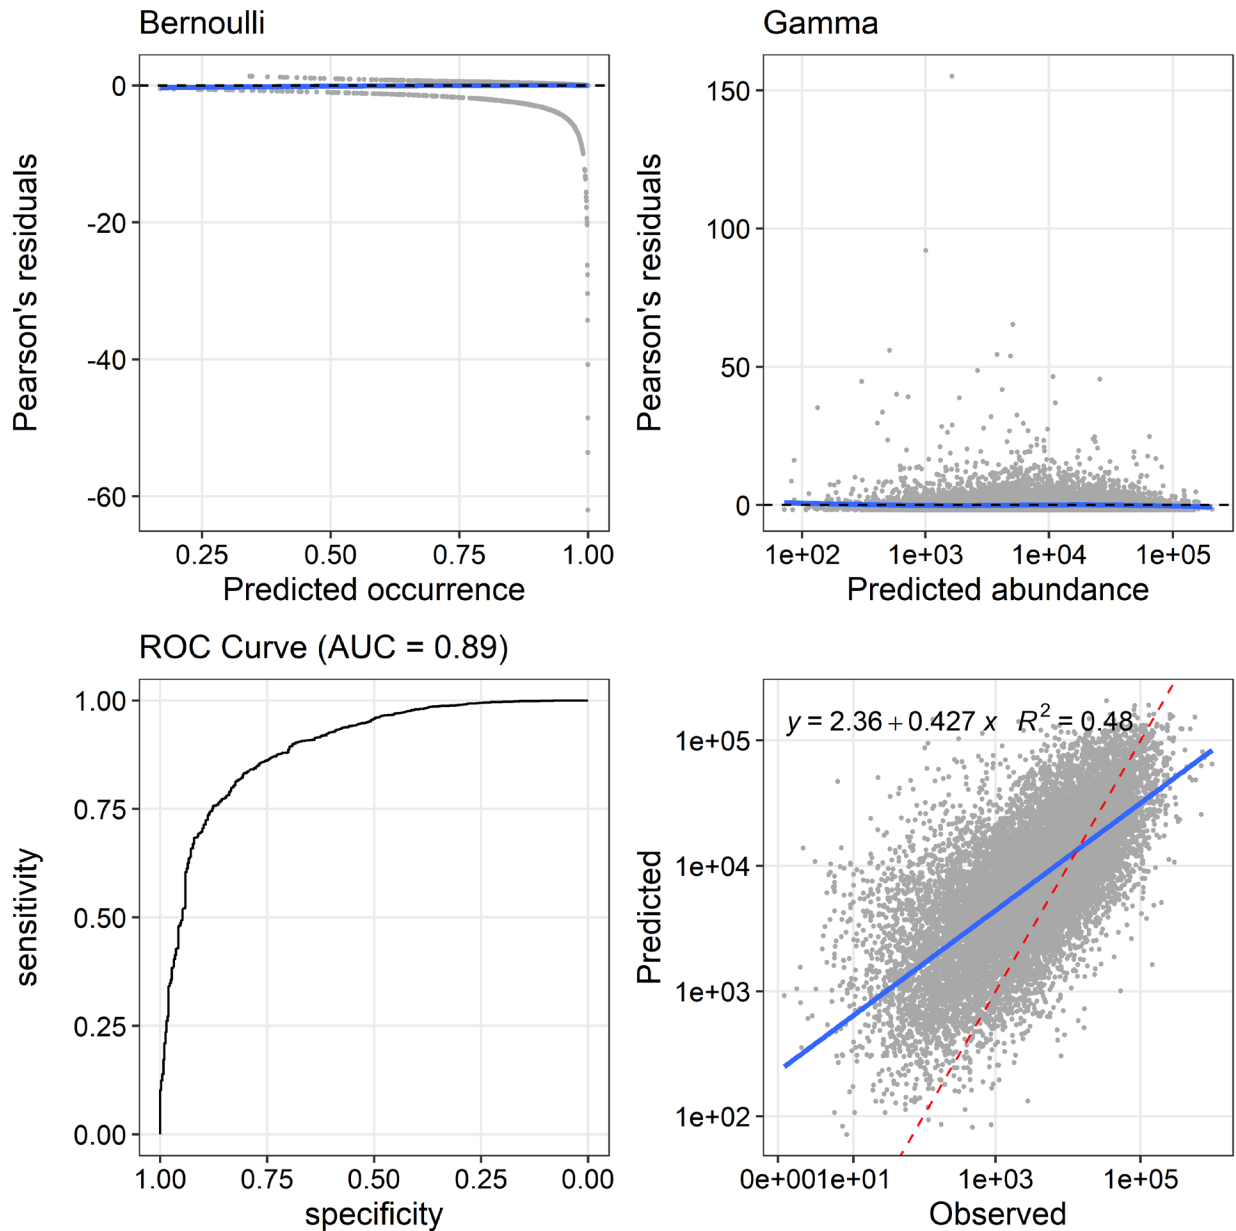 Bernoulli
0
-20
-40
-60
Pearson's residuals
0.25 0.50 0.75 1.00
Predicted occurrence
Gamma
150
100
50
0
Pearson's residuals
1e+02 1e+03 1e+04 1e+05
Predicted abundance
ROC Curve (AUC = 0.89)
1.00
0.75
0.50
0.25
0.00
sensitivity
1.00 0.75 0.50 0.25 0.00
specificity
y = 2.36 + 0.427 x R² = 0.48
1e+05
1e+04
1e+03
1e+02
Predicted
0e+001e+01 1e+03 1e+05
Observed